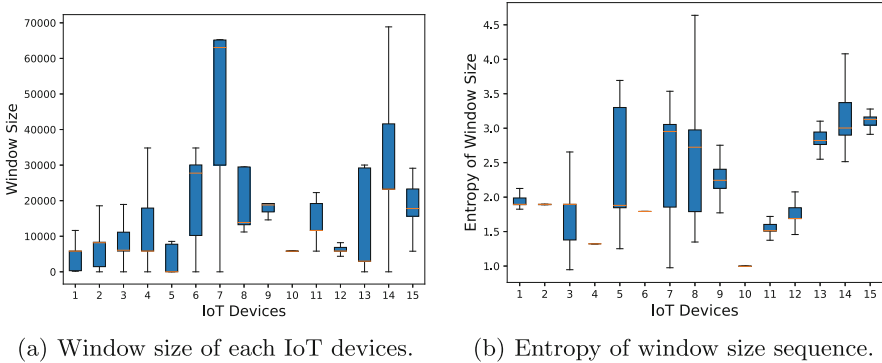 70000
60000
50000
40000
30000
20000
10000
0
Window Size
1 2 3 4 5 6 7 8 9 10 11 12 13 14 15
IoT Devices
(a) Window size of each IoT devices.
4.5
4.0
3.5
3.0
2.5
2.0
1.5
1.0
Entropy of Window Size
1 2 3 4 5 6 7 8 9 10 11 12 13 14 15
IoT Devices
(b) Entropy of window size sequence.